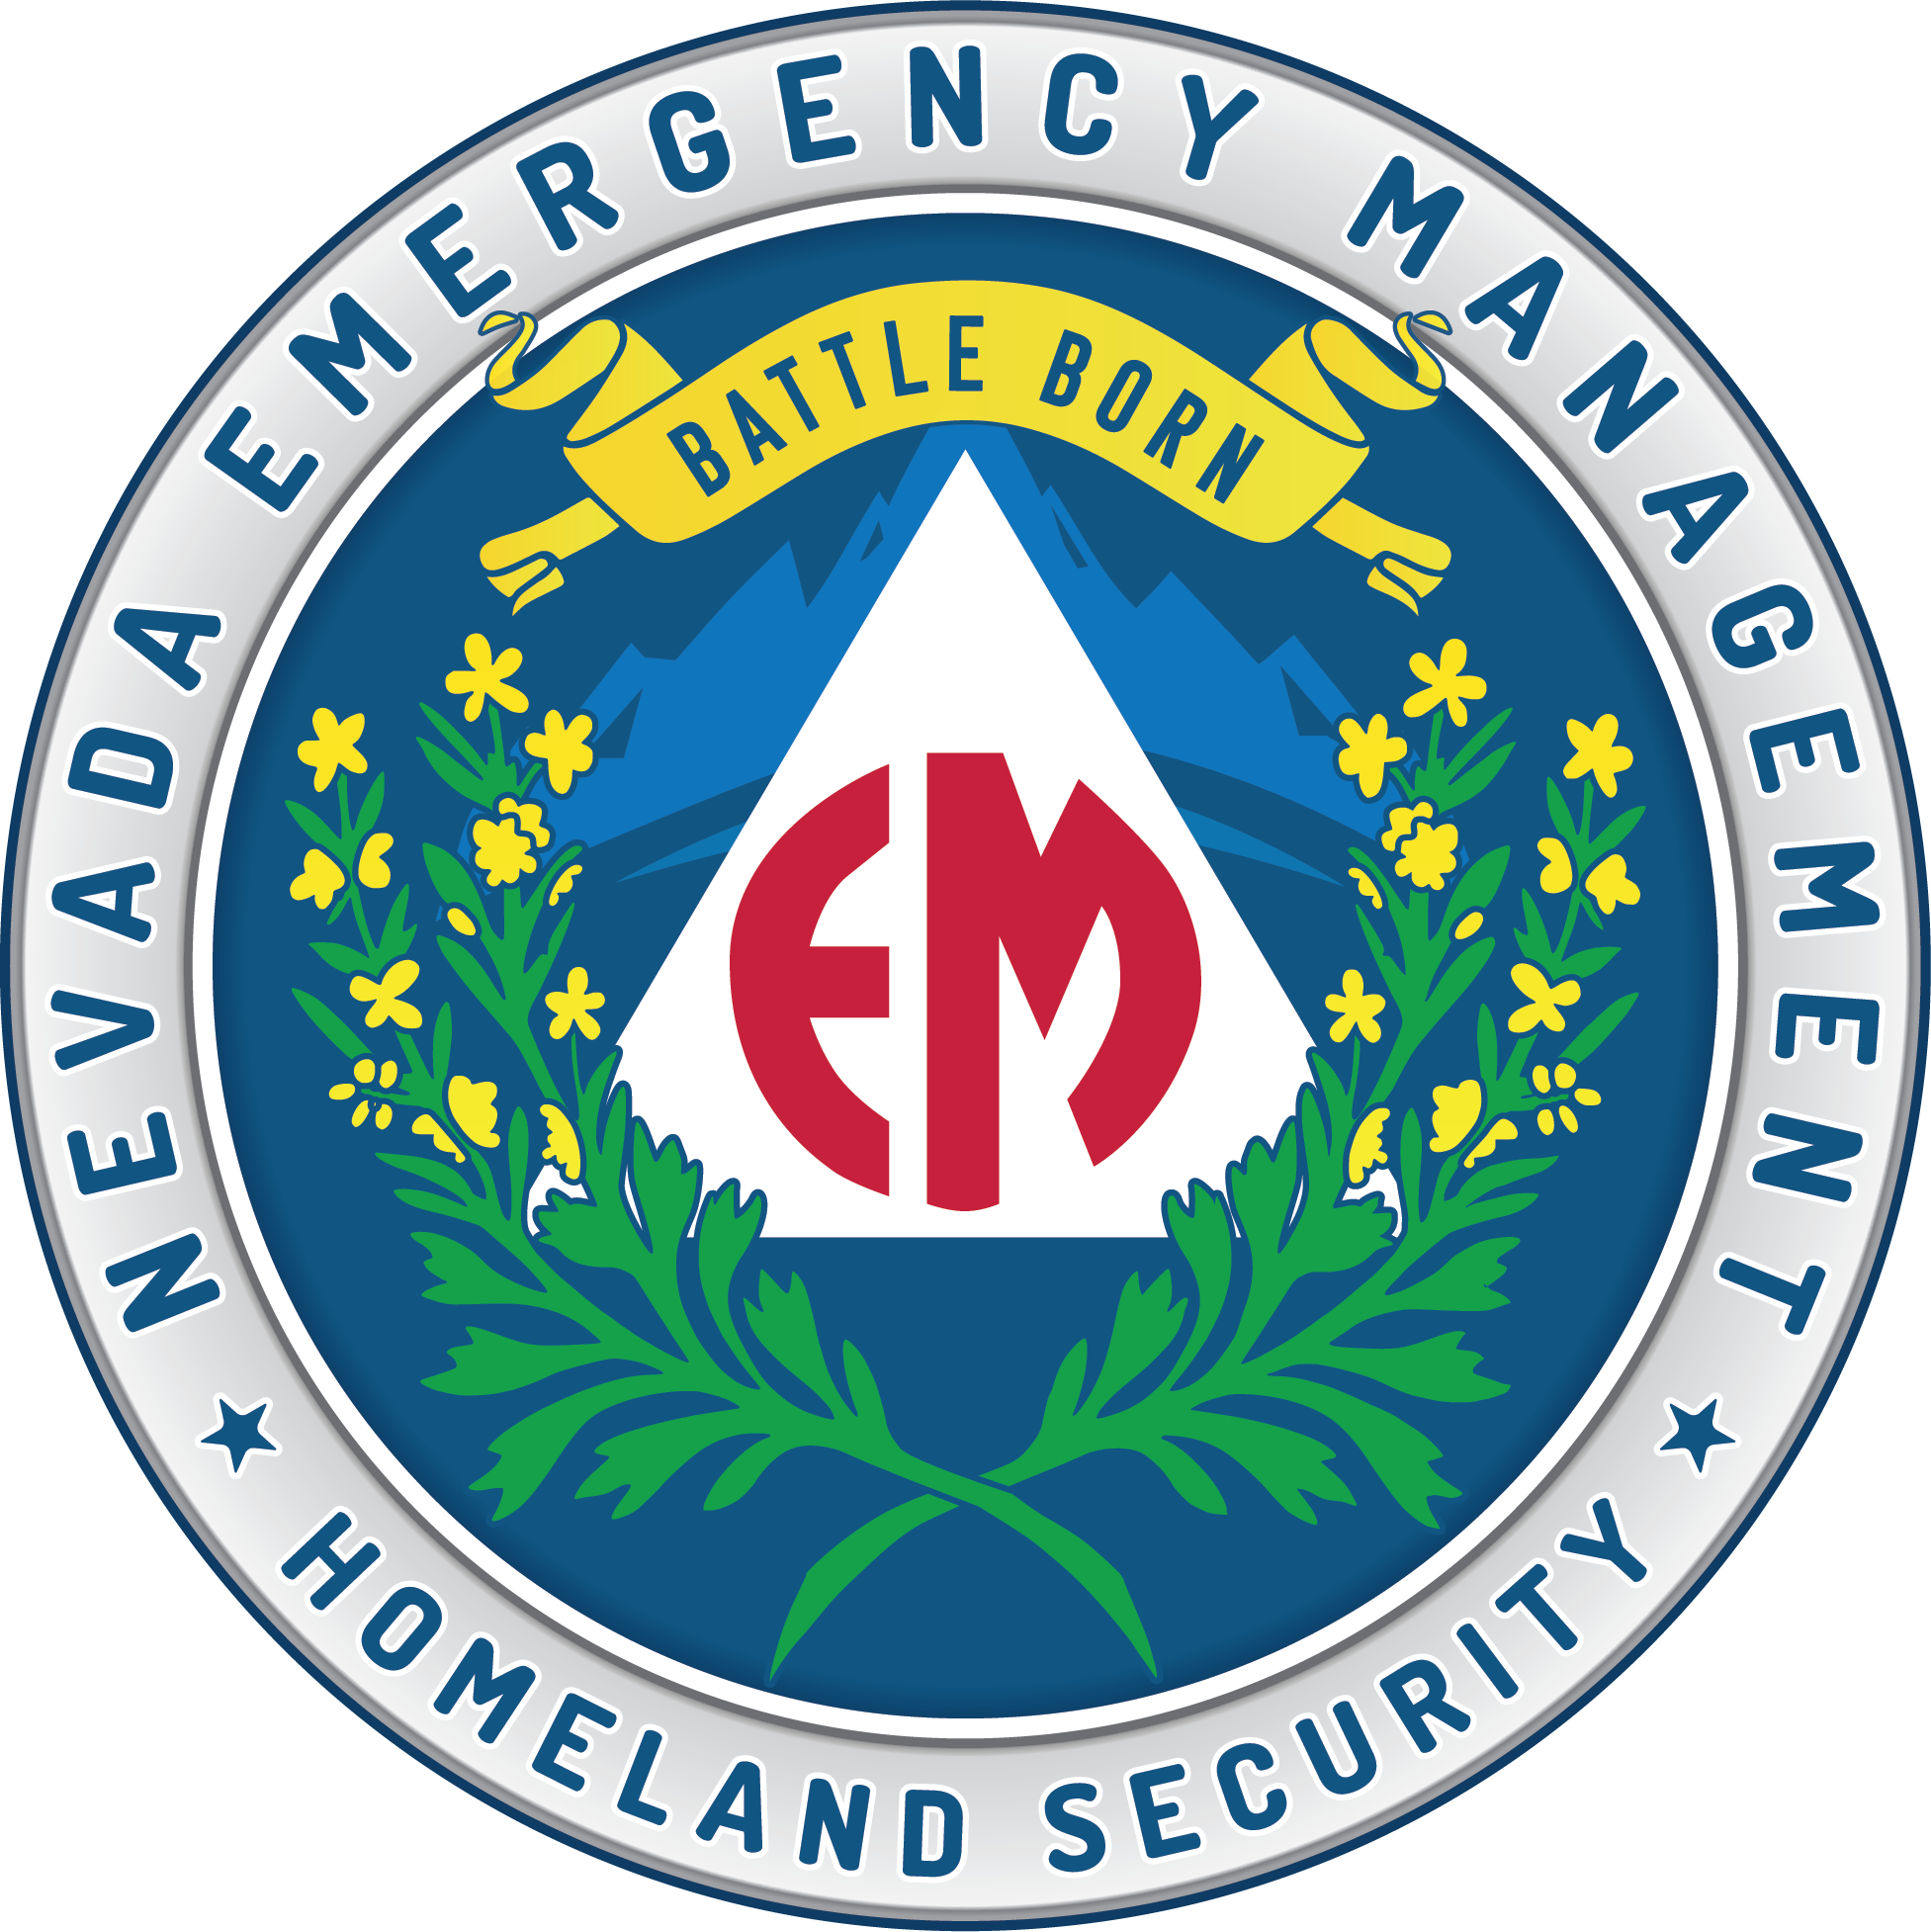 NEVADA EMERGENCY MANAGEMENT
BATTLE BORN
EM
★ HOMELAND SECURITY ★